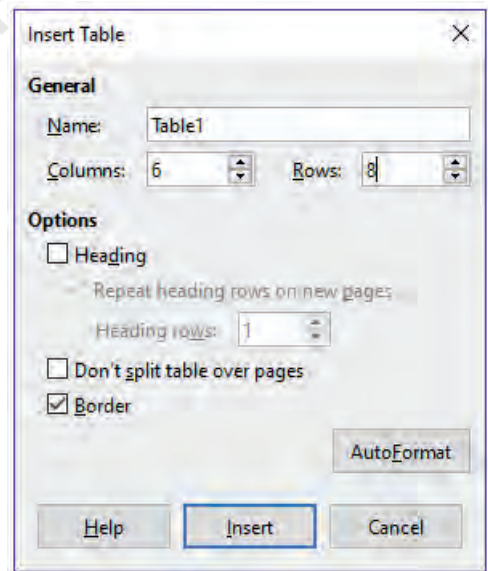 Insert Table
General
Name: Table1
Columns: 6 Rows: 8
Options
Heading
Repeat heading rows on new pages
Heading rows: 1
Don't split table over pages
Border
AutoFormat
Help Insert Cancel